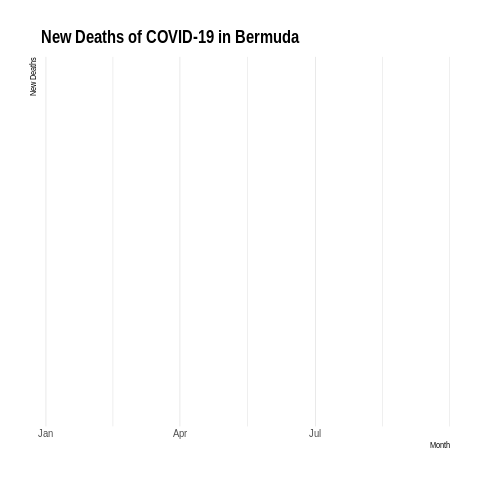 New Deaths of COVID-19 in Bermuda
New Deaths
Jan
Apr
Jul
Month